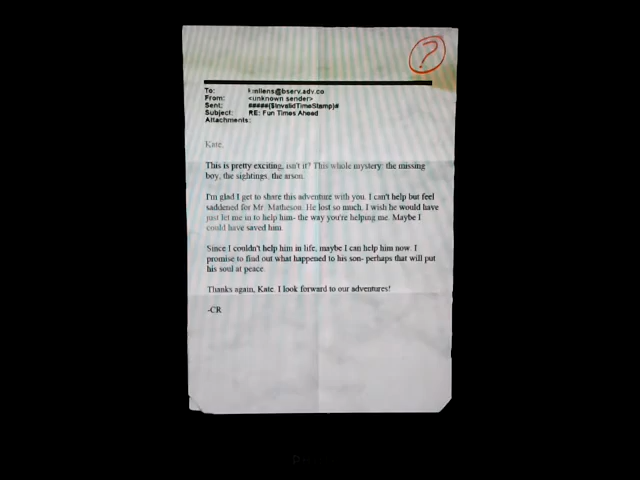 ?
To: kmilens@bserv.adv.co
From: <unknown sender>
Sent: #####($InvalidTimeStamp)#
Subject: RE: Fun Times Ahead
Attachments:
Kate,
This is pretty exciting, isn't it? This whole mystery: the missing
boy, the sightings, the arson.
I'm glad I get to share this adventure with you. I can't help but feel
saddened for Mr. Matheson. He lost so much. I wish he would have
just let me in to help him- the way you're helping me. Maybe I
could have saved him.
Since I couldn't help him in life, maybe I can help him now. I
promise to find out what happened to his son- perhaps that will put
his soul at peace.
Thanks again, Kate. I look forward to our adventures!
-CR